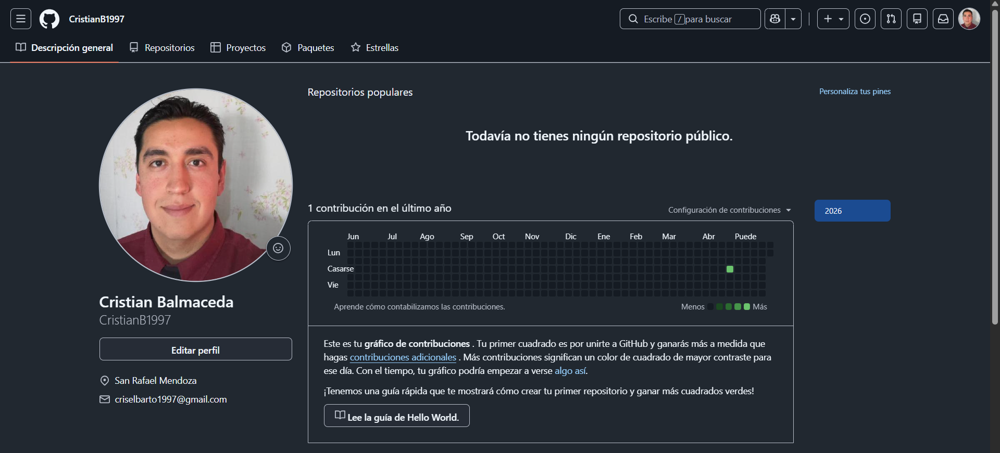 CristianB1997
Escribe / para buscar
Descripción general
Repositorios
Proyectos
Paquetes
Estrellas
Repositorios populares
Personaliza tus pines
Todavía no tienes ningún repositorio público.
1 contribución en el último año
Configuración de contribuciones
2026
Jun Jul Ago Sep Oct Nov Dic Ene Feb Mar Abr Puede
Lun
Casarse
Vie
Aprende cómo contabilizamos las contribuciones.
Menos Más
Cristian Balmaceda
CristianB1997
Editar perfil
San Rafael Mendoza
criselbarto1997@gmail.com
Este es tu gráfico de contribuciones . Tu primer cuadrado es por unirte a GitHub y ganarás más a medida que
hagas contribuciones adicionales . Más contribuciones significan un color de cuadrado de mayor contraste para
ese día. Con el tiempo, tu gráfico podría empezar a verse algo así.
¡Tenemos una guía rápida que te mostrará cómo crear tu primer repositorio y ganar más cuadrados verdes!
Lee la guía de Hello World.